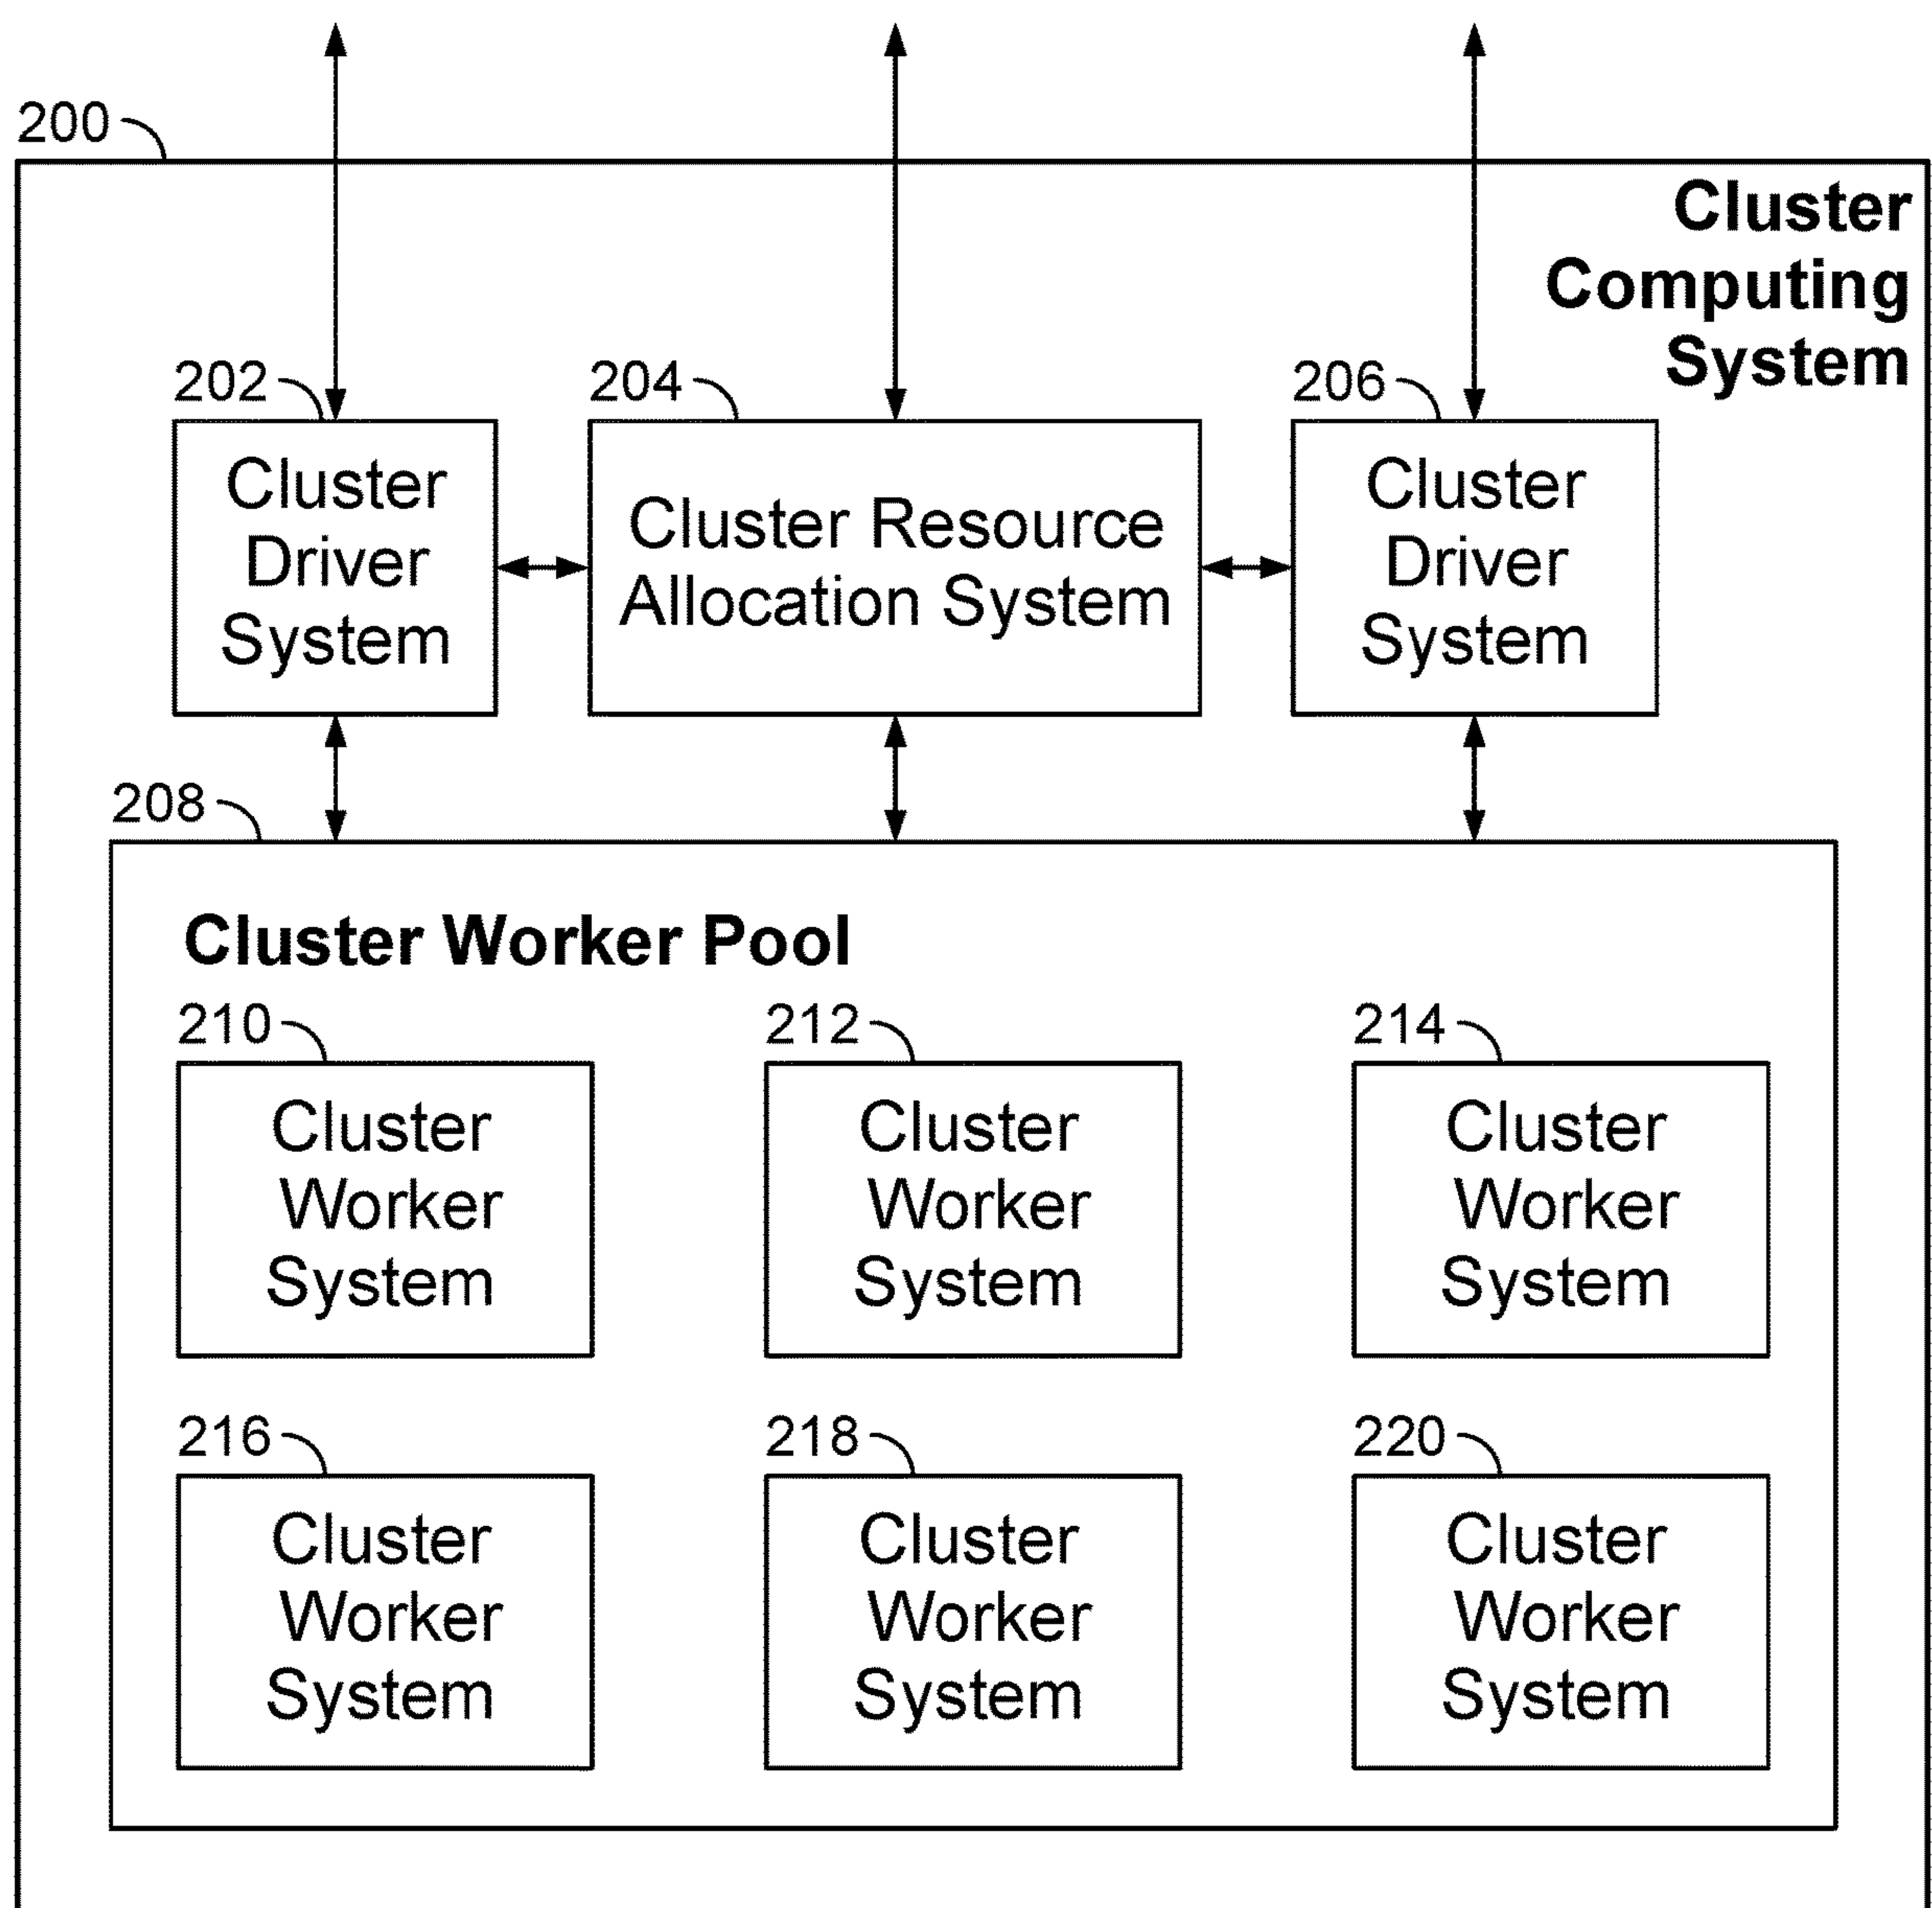 200
Cluster
Computing
System
202
204
206
Cluster
Driver
System
Cluster Resource
Allocation System
Cluster
Driver
System
208
Cluster Worker Pool
210
212
214
Cluster
Worker
System
Cluster
Worker
System
Cluster
Worker
System
216
218
220
Cluster
Worker
System
Cluster
Worker
System
Cluster
Worker
System